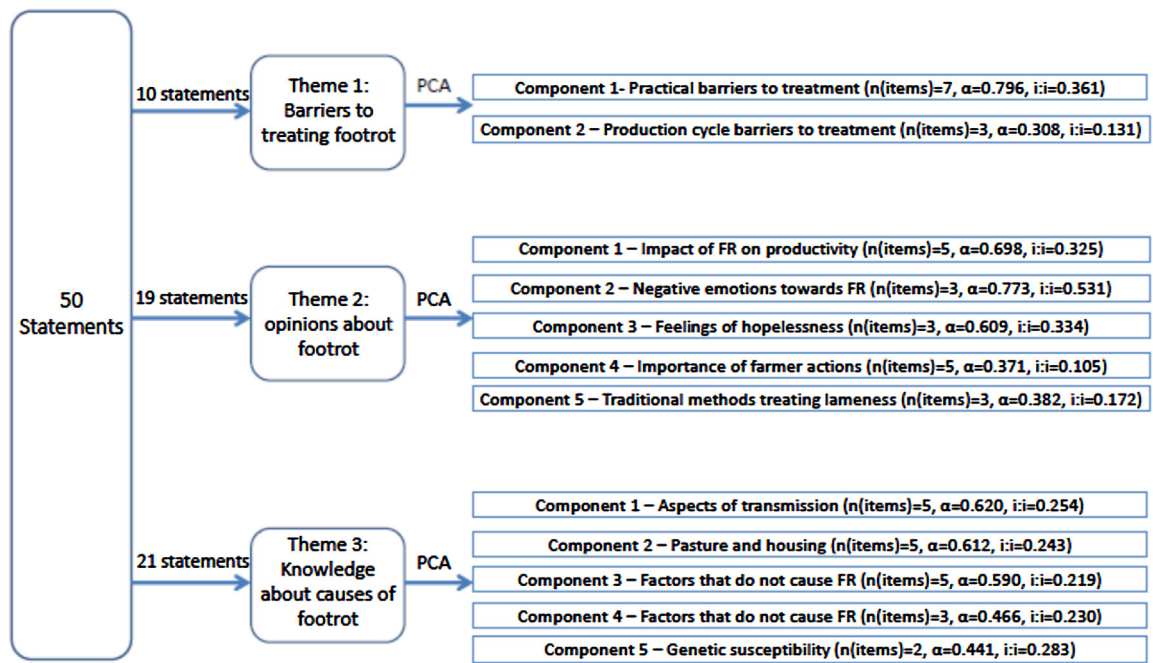 50
Statements
10 statements
Theme 1:
Barriers to
treating footrot
PCA
Component 1- Practical barriers to treatment (n(items)=7, α=0.796, i:i=0.361)
Component 2 – Production cycle barriers to treatment (n(items)=3, α=0.308, i:i=0.131)
19 statements
Theme 2:
opinions about
footrot
PCA
Component 1 – Impact of FR on productivity (n(items)=5, α=0.698, i:i=0.325)
Component 2 – Negative emotions towards FR (n(items)=3, α=0.773, i:i=0.531)
Component 3 – Feelings of hopelessness (n(items)=3, α=0.609, i:i=0.334)
Component 4 – Importance of farmer actions (n(items)=5, α=0.371, i:i=0.105)
Component 5 – Traditional methods treating lameness (n(items)=3, α=0.382, i:i=0.172)
21 statements
Theme 3:
Knowledge
about causes of
footrot
PCA
Component 1 – Aspects of transmission (n(items)=5, α=0.620, i:i=0.254)
Component 2 – Pasture and housing (n(items)=5, α=0.612, i:i=0.243)
Component 3 – Factors that do not cause FR (n(items)=5, α=0.590, i:i=0.219)
Component 4 – Factors that do not cause FR (n(items)=3, α=0.466, i:i=0.230)
Component 5 – Genetic susceptibility (n(items)=2, α=0.441, i:i=0.283)